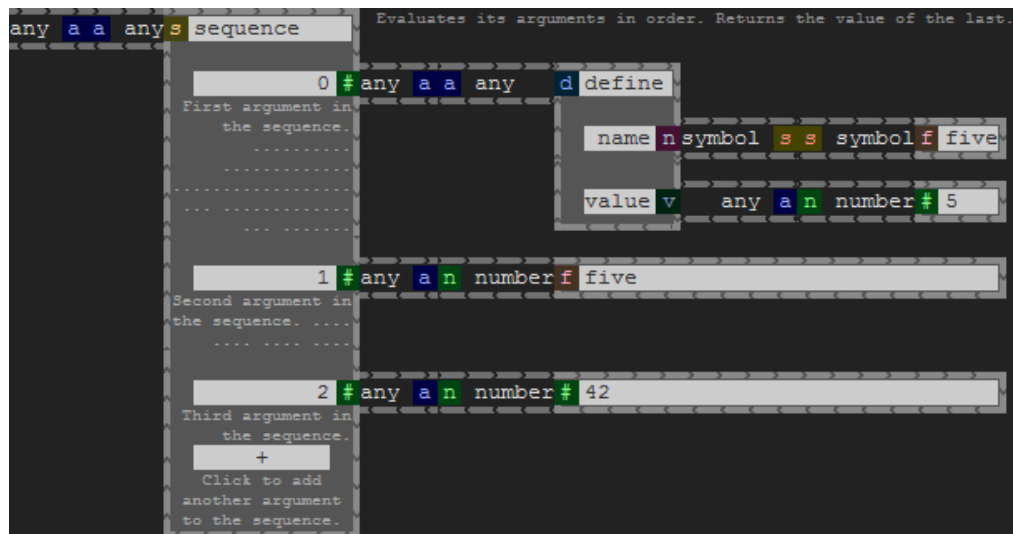 Evaluates its arguments in order. Returns the value of the last.
any a a any s sequence
0 # any a a any d define
First argument in
the sequence.
..........
.............
..................
... .............
... .......
name n symbol s s symbol f five
value v any a n number # 5
1 # any a n number f five
Second argument in
the sequence. ....
.... .... ....
2 # any a n number # 42
Third argument in
the sequence.
+
Click to add
another argument
to the sequence.